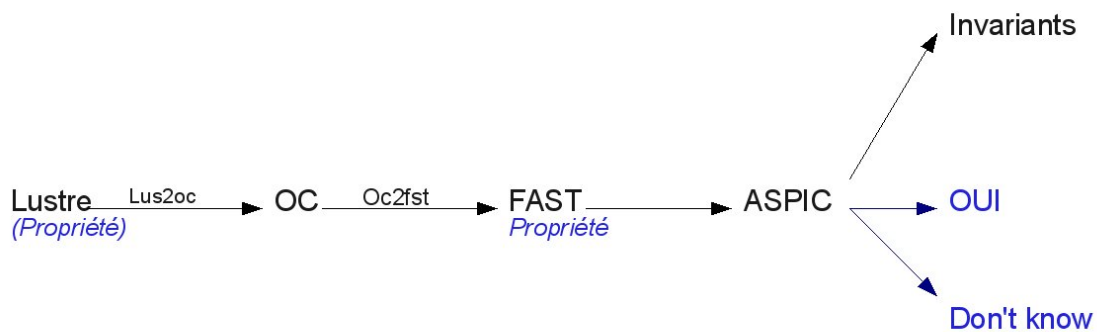 Invariants
Lustre
(Propriété)
Lus2oc
OC
Oc2fst
FAST
Propriété
ASPIC
OUI
Don't know